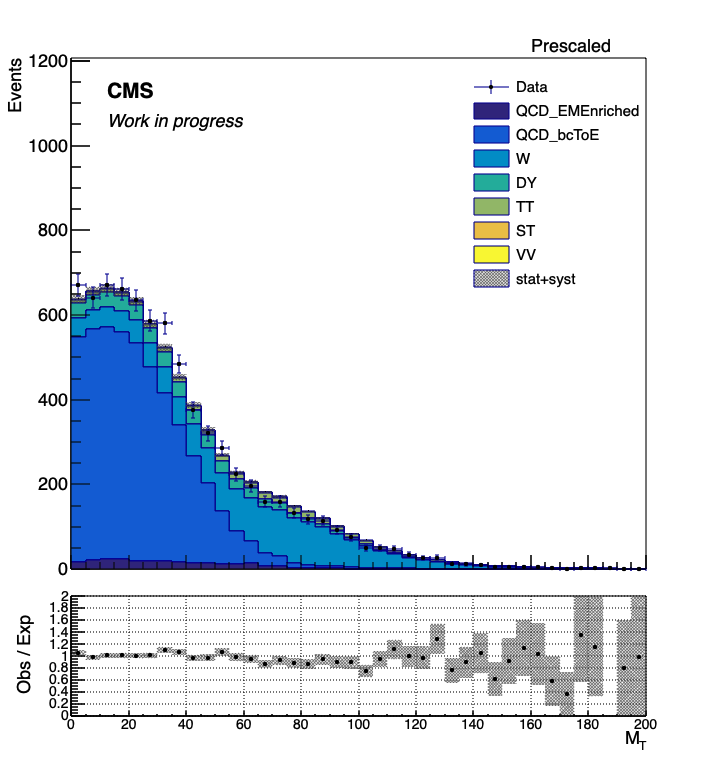 Prescaled
Events
1200
1000
800
600
400
200
0
CMS
Work in progress
Data
QCD_EMEnriched
QCD_bcToE
W
DY
TT
ST
VV
stat+syst
Obs / Exp
2
1.8
1.6
1.4
1.2
1
0.8
0.6
0.4
0.2
0
0 20 40 60 80 100 120 140 160 180 200
M_T